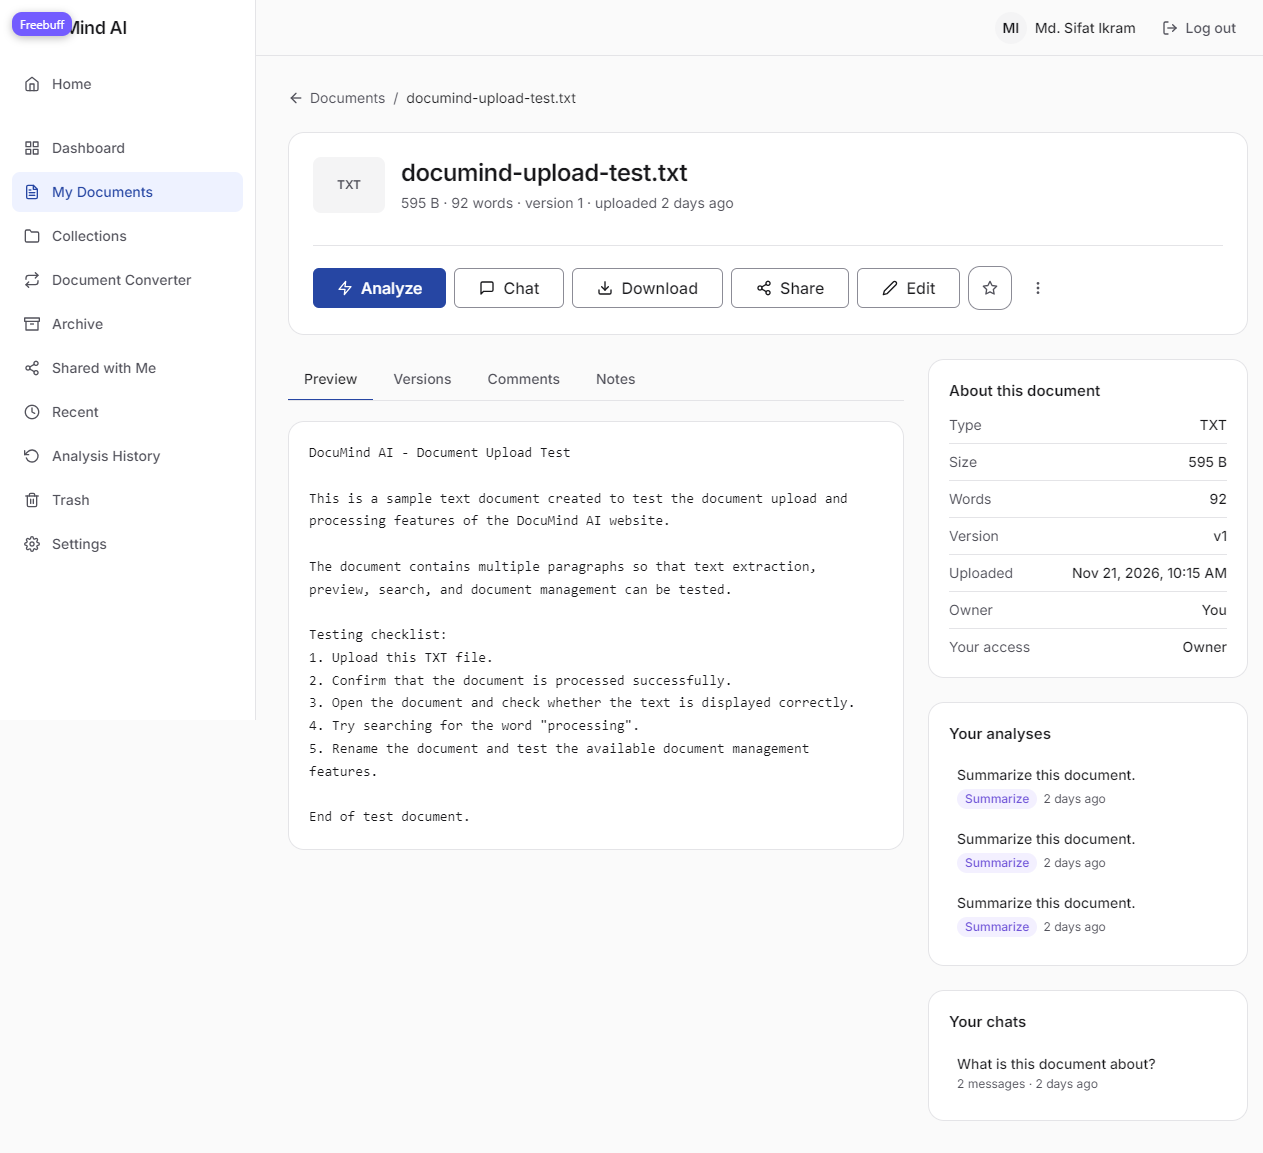 Freebuff
Mind AI
MI Md. Sifat Ikram Log out
Home
Dashboard
My Documents
Collections
Document Converter
Archive
Shared with Me
Recent
Analysis History
Trash
Settings
Documents / documind-upload-test.txt
TXT
documind-upload-test.txt
595 B · 92 words · version 1 · uploaded 2 days ago
Analyze Chat Download Share Edit
Preview Versions Comments Notes
DocuMind AI - Document Upload Test
This is a sample text document created to test the document upload and
processing features of the DocuMind AI website.
The document contains multiple paragraphs so that text extraction,
preview, search, and document management can be tested.
Testing checklist:
1. Upload this TXT file.
2. Confirm that the document is processed successfully.
3. Open the document and check whether the text is displayed correctly.
4. Try searching for the word "processing".
5. Rename the document and test the available document management
features.
End of test document.
About this document
Type TXT
Size 595 B
Words 92
Version v1
Uploaded Nov 21, 2026, 10:15 AM
Owner You
Your access Owner
Your analyses
Summarize this document.
Summarize 2 days ago
Summarize this document.
Summarize 2 days ago
Summarize this document.
Summarize 2 days ago
Your chats
What is this document about?
2 messages · 2 days ago